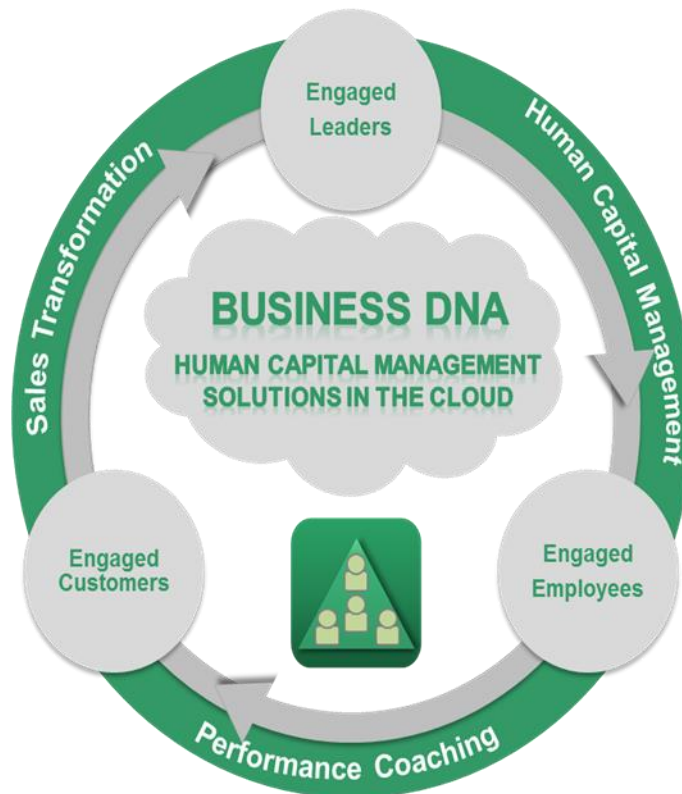 Engaged
Leaders
Human Capital Management
Sales Transformation
BUSINESS DNA
HUMAN CAPITAL MANAGEMENT
SOLUTIONS IN THE CLOUD
Engaged
Customers
Engaged
Employees
Performance Coaching